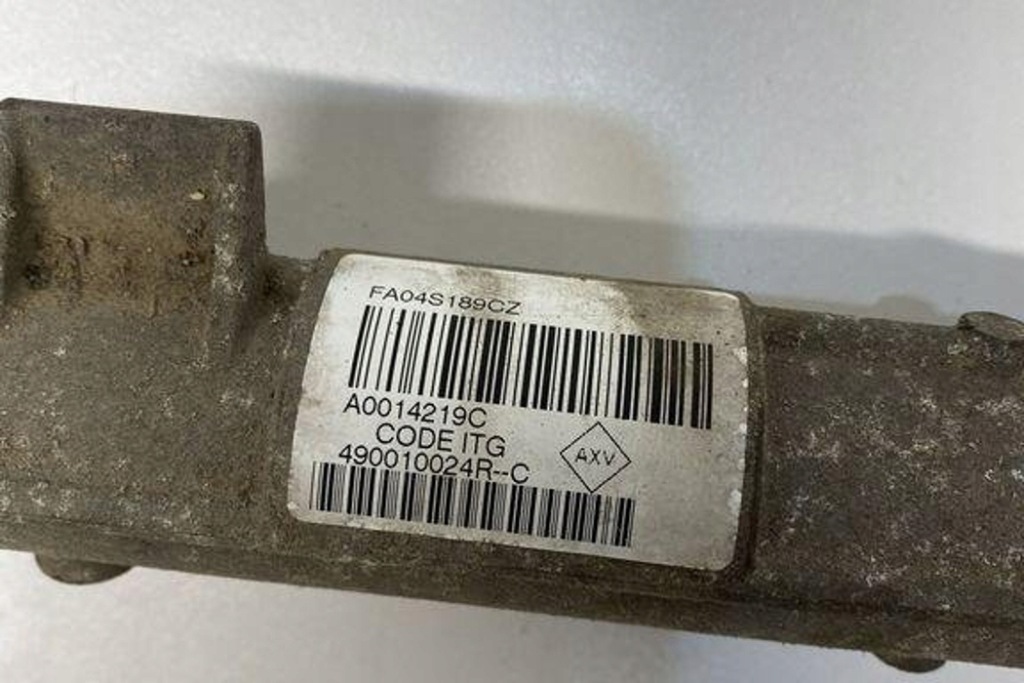 FA04S189CZ
A0014219C
CODE ITG
490010024R--C
AXV